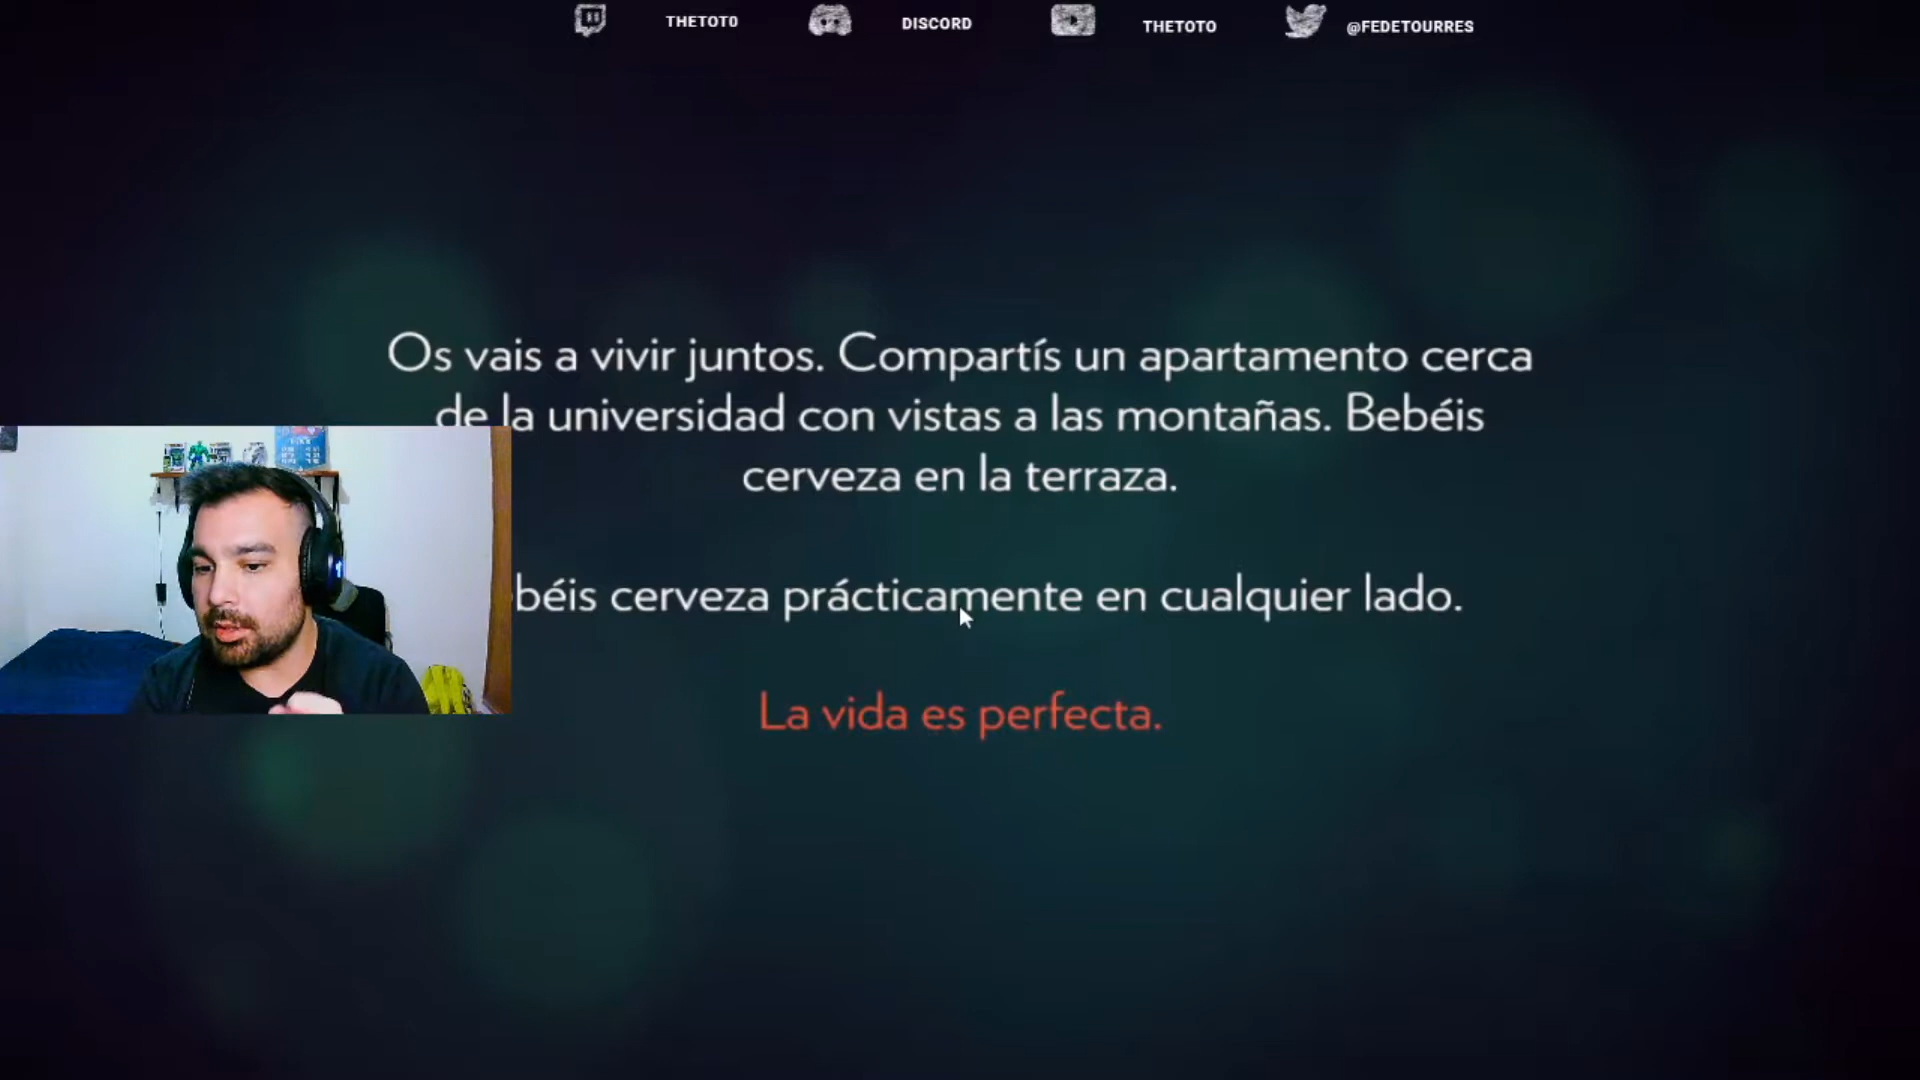 THETOT0 DISCORD THETOTO @FEDETOURRES
Os vais a vivir juntos. Compartís un apartamento cerca
de la universidad con vistas a las montañas. Bebéis
cerveza en la terraza.
béis cerveza prácticamente en cualquier lado.
La vida es perfecta.